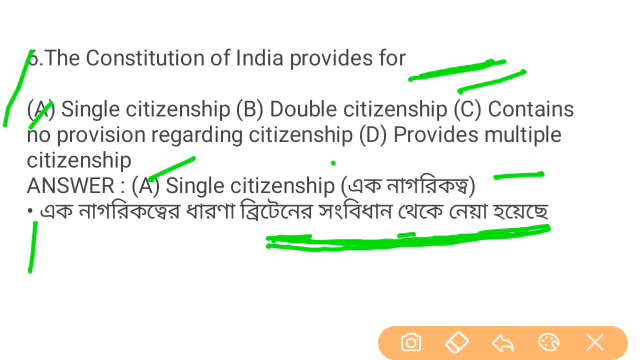 6.The Constitution of India provides for
(A) Single citizenship (B) Double citizenship (C) Contains
no provision regarding citizenship (D) Provides multiple
citizenship
ANSWER : (A) Single citizenship (এক নাগরিকত্ব)
• এক নাগরিকত্বের ধারণা ব্রিটেনের সংবিধান থেকে নেয়া হয়েছে